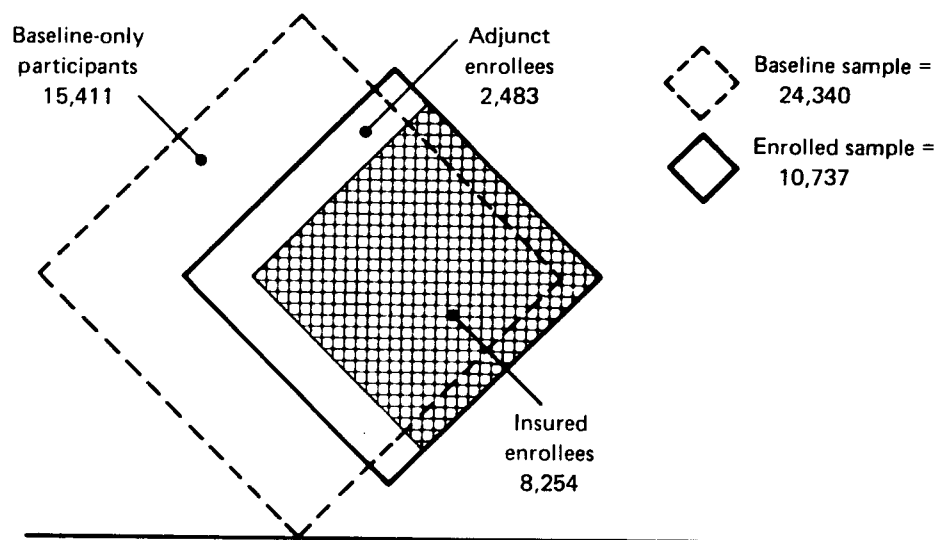 Baseline-only
participants
15,411
Adjunct
enrollees
2,483
Baseline sample =
24,340
Enrolled sample =
10,737
Insured
enrollees
8,254